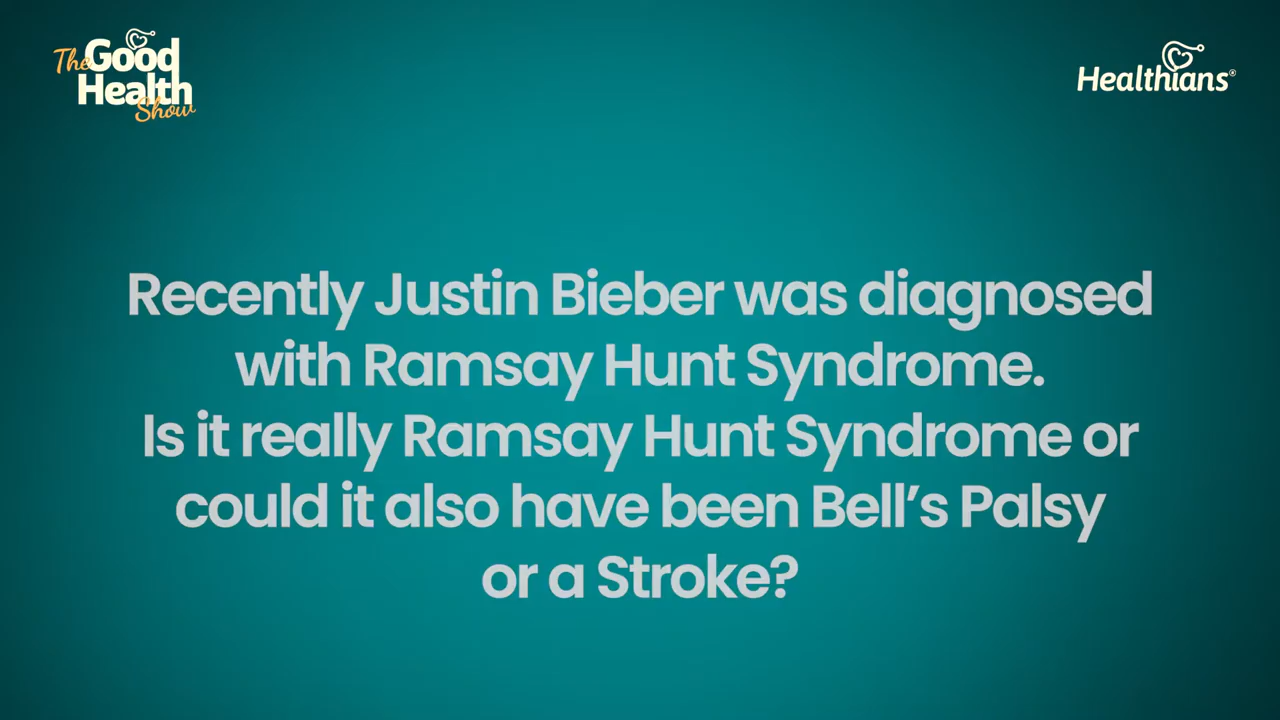 The Good
Health
Show
Healthians®
Recently Justin Bieber was diagnosed
with Ramsay Hunt Syndrome.
Is it really Ramsay Hunt Syndrome or
could it also have been Bell’s Palsy
or a Stroke?